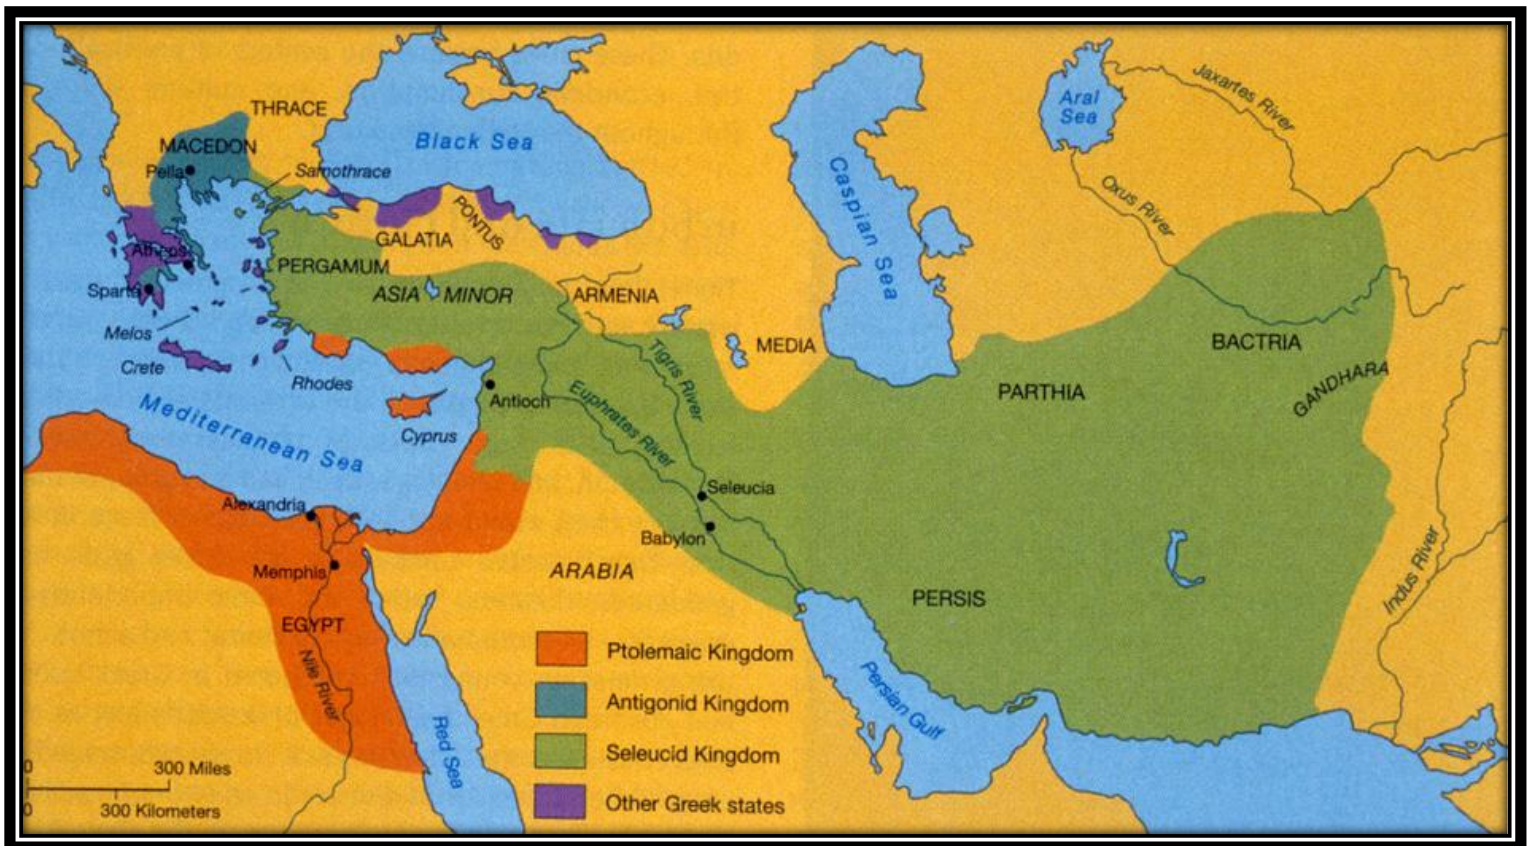 THRACE
MACEDON
Pella
Samothrace
Black Sea
Aral
Sea
Jaxartes River
Oxus River
Caspian Sea
PONTUS
GALATIA
Athens
PERGAMUM
Sparta
ASIA MINOR
ARMENIA
Melos
Crete
Rhodes
MEDIA
Tigris River
BACTRIA
GANDHARA
PARTHIA
Mediterranean Sea
Antioch
Cyprus
Euphrates River
Alexandria
Seleucia
Babylon
Memphis
ARABIA
PERSIS
Indus River
EGYPT
Nile River
Red Sea
Persian Gulf
Ptolemaic Kingdom
Antigonid Kingdom
Seleucid Kingdom
Other Greek states
0 300 Miles
0 300 Kilometers